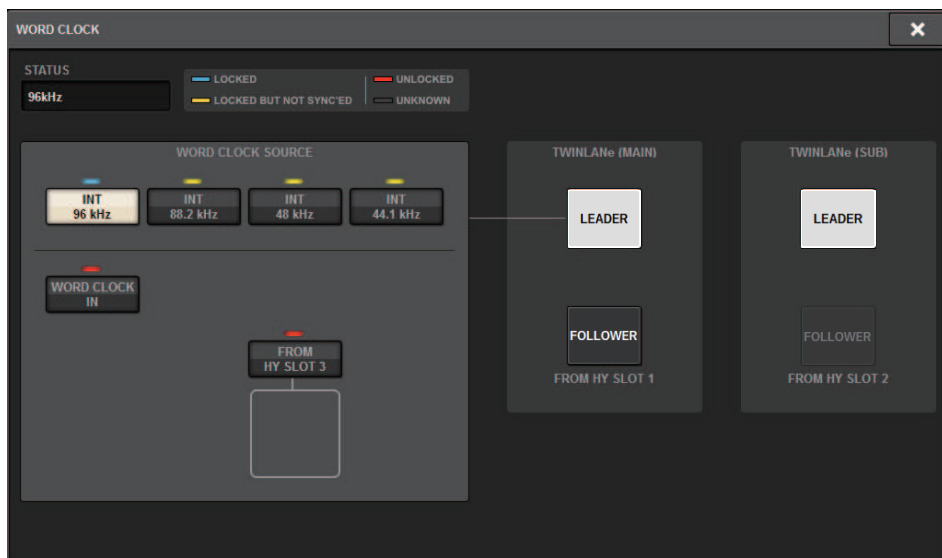 WORD CLOCK
STATUS
96kHz
LOCKED
UNLOCKED
LOCKED BUT NOT SYNC'ED
UNKNOWN
WORD CLOCK SOURCE
INT
96 kHz
INT
88.2 kHz
INT
48 kHz
INT
44.1 kHz
WORD CLOCK
IN
FROM
HY SLOT 3
TWINLANe (MAIN)
LEADER
FOLLOWER
FROM HY SLOT 1
TWINLANe (SUB)
LEADER
FOLLOWER
FROM HY SLOT 2